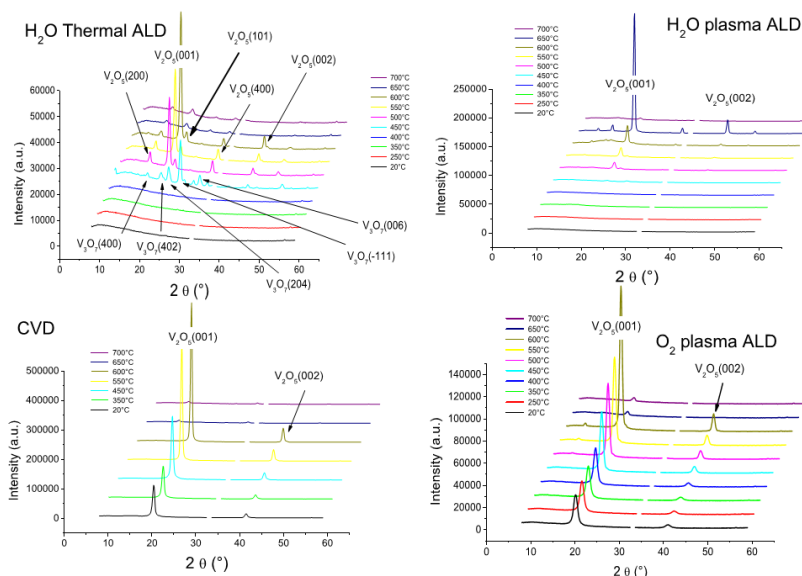 H₂O Thermal ALD
V₂O₅(001)
V₂O₅(101)
V₂O₅(002)
V₂O₅(200)
V₂O₅(400)
60000
50000
40000
30000
20000
10000
0
Intensity (a.u.)
700°C
650°C
600°C
550°C
500°C
450°C
400°C
350°C
250°C
20°C
V₃O₇(400)
V₃O₇(402)
V₃O₇(204)
V₃O₇(-111)
V₃O₇(006)
0 10 20 30 40 50 60
2 θ (°)
H₂O plasma ALD
700°C
650°C
600°C
550°C
500°C
450°C
400°C
350°C
250°C
20°C
V₂O₅(001)
V₂O₅(002)
250000
200000
150000
100000
50000
0
Intensity (a.u.)
0 10 20 30 40 50 60
2 θ (°)
CVD
V₂O₅(001)
V₂O₅(002)
700°C
650°C
600°C
550°C
450°C
350°C
20°C
500000
400000
300000
200000
100000
0
Intensity (a.u.)
0 10 20 30 40 50 60
2 θ (°)
O₂ plasma ALD
V₂O₅(001)
V₂O₅(002)
700°C
650°C
600°C
550°C
500°C
450°C
400°C
350°C
250°C
20°C
140000
120000
100000
80000
60000
40000
20000
0
Intensity (a.u.)
0 10 20 30 40 50 60
2 θ (°)